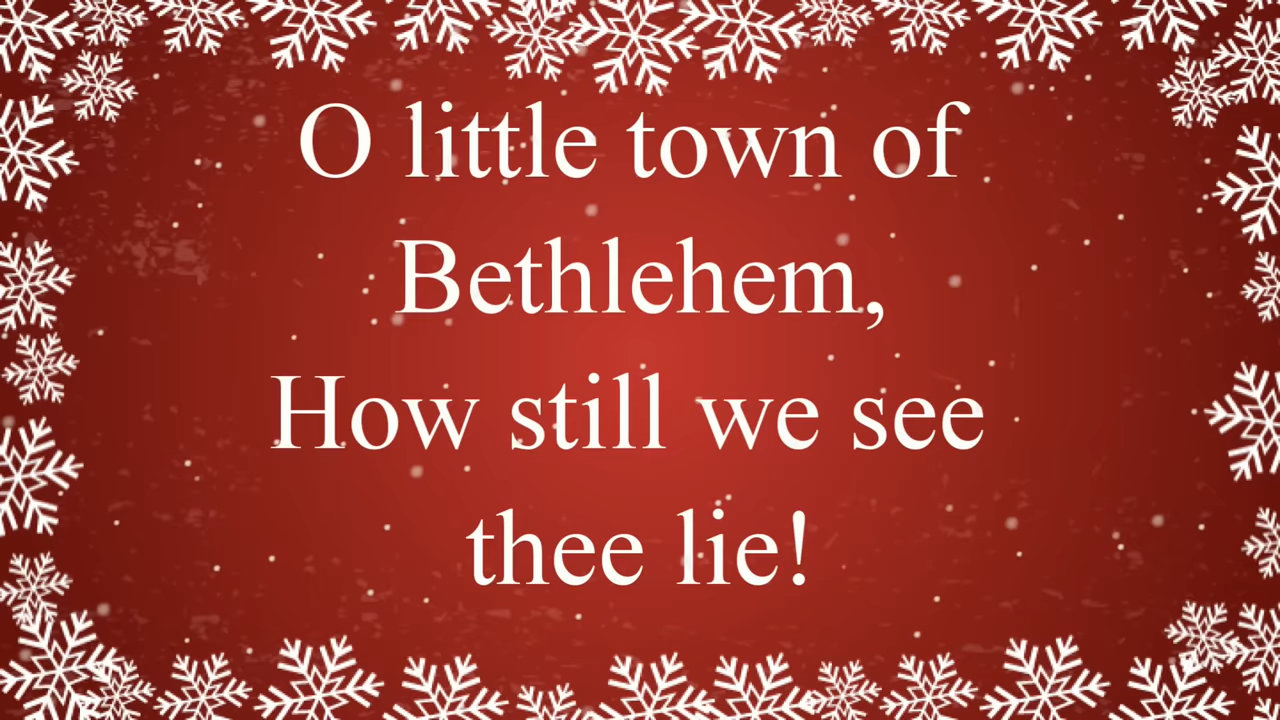 O little town of
Bethlehem,
How still we see
thee lie!